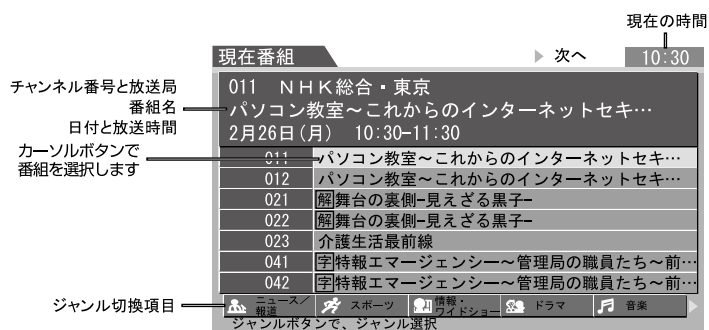 現在の時間
現在番組
次へ
10:30
チャンネル番号と放送局
番組名
日付と放送時間
011 NHK総合・東京
パソコン教室～これからのインターネットセキ…
2月26日(月) 10:30-11:30
カーソルボタンで
番組を選択します
011 パソコン教室～これからのインターネットセキ…
012 パソコン教室～これからのインターネットセキ…
021 解舞台の裏側-見えざる黒子-
022 解舞台の裏側-見えざる黒子-
023 介護生活最前線
041 字特報エマージェンシー～管理局の職員たち～前…
042 字特報エマージェンシー～管理局の職員たち～前…
ジャンル切換項目
ニュース／
報道
スポーツ
情報・
ワイドショー
ドラマ
音楽
ジャンルボタンで、ジャンル選択